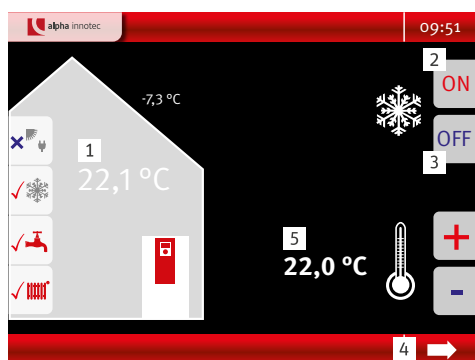 alpha innotec
09:51
2
ON
-7,3 °C
OFF
1
3
22,1 °C
5
22,0 °C
+
-
4